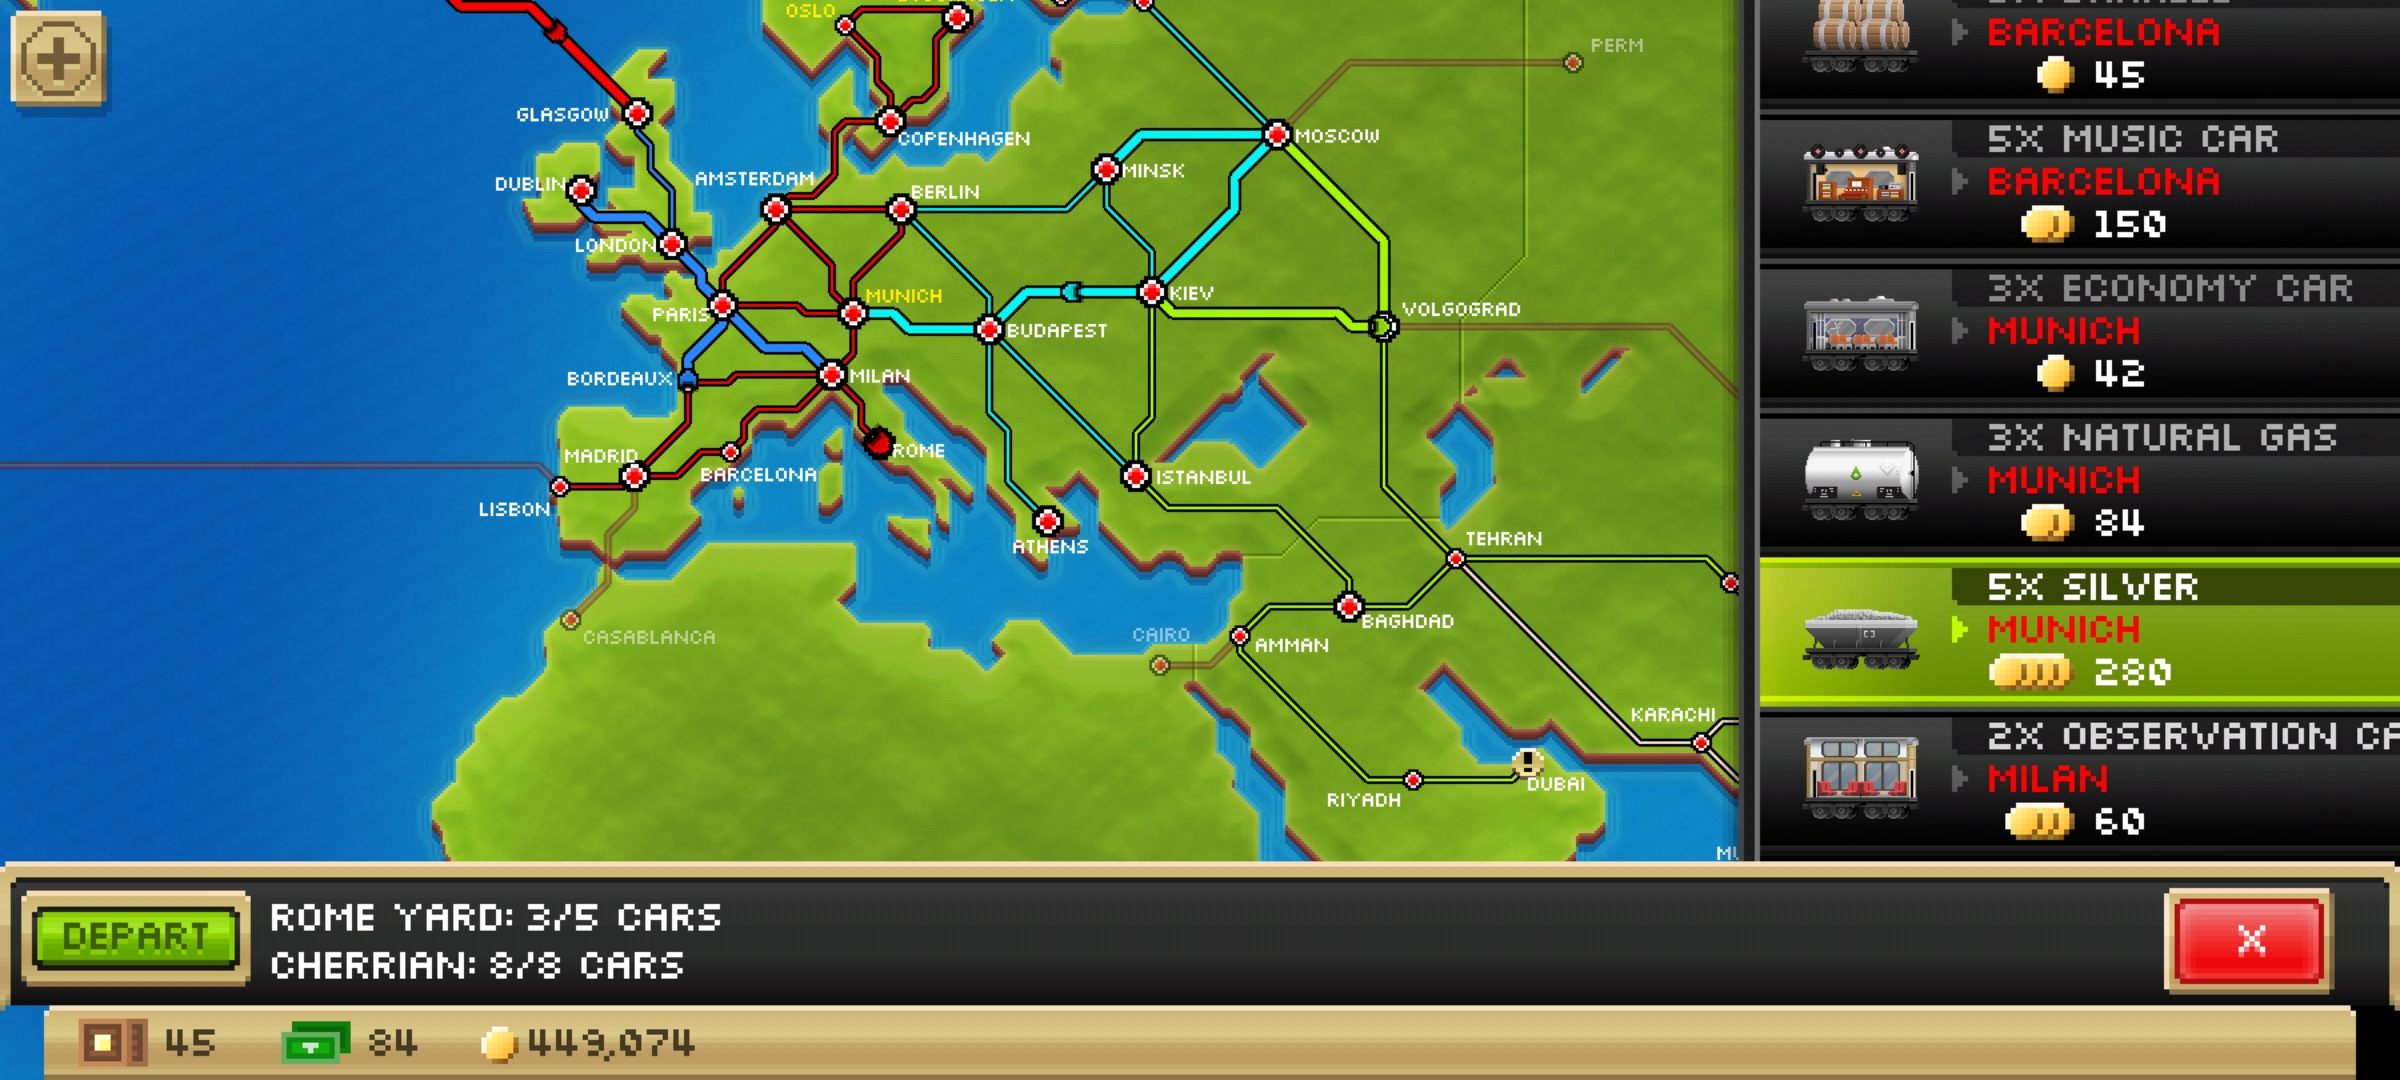 OSLO
PERM
GLASGOW
COPENHAGEN
MOSCOW
MINSK
DUBLIN
AMSTERDAM
BERLIN
LONDON
MUNICH
KIEV
PARIS
BUDAPEST
VOLGOGRAD
BORDEAUX
MILAN
MADRID
ROME
BARCELONA
ISTANBUL
LISBON
ATHENS
TEHRAN
CASABLANCA
CAIRO
AMMAN
BAGHDAD
KARACHI
RIYADH
DUBAI
BARCELONA
45
5X MUSIC CAR
BARCELONA
150
3X ECONOMY CAR
MUNICH
42
3X NATURAL GAS
MUNICH
84
5X SILVER
MUNICH
280
2X OBSERVATION CA
MILAN
60
DEPART
ROME YARD: 3/5 CARS
CHERRIAN: 8/8 CARS
X
45
84
449,074